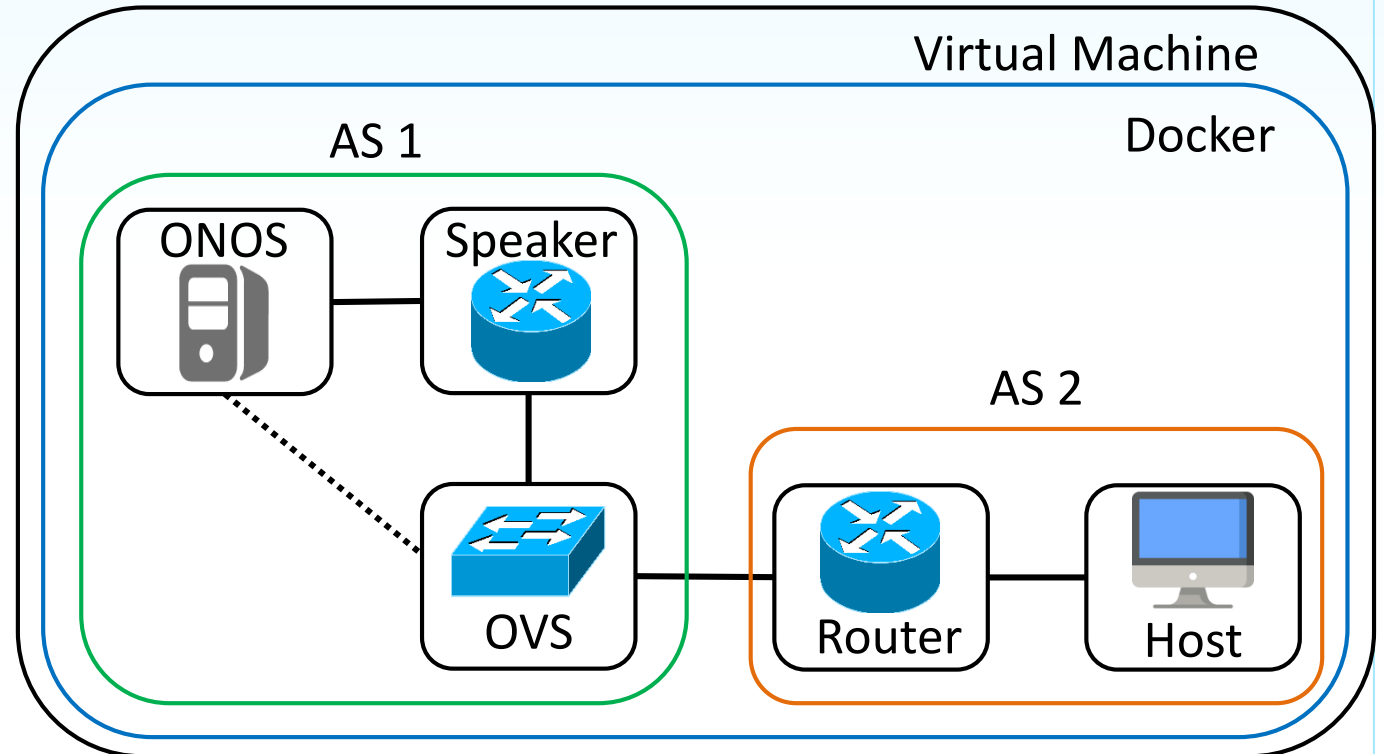 Virtual Machine
Docker
AS 1
ONOS
Speaker
AS 2
OVS
Router
Host